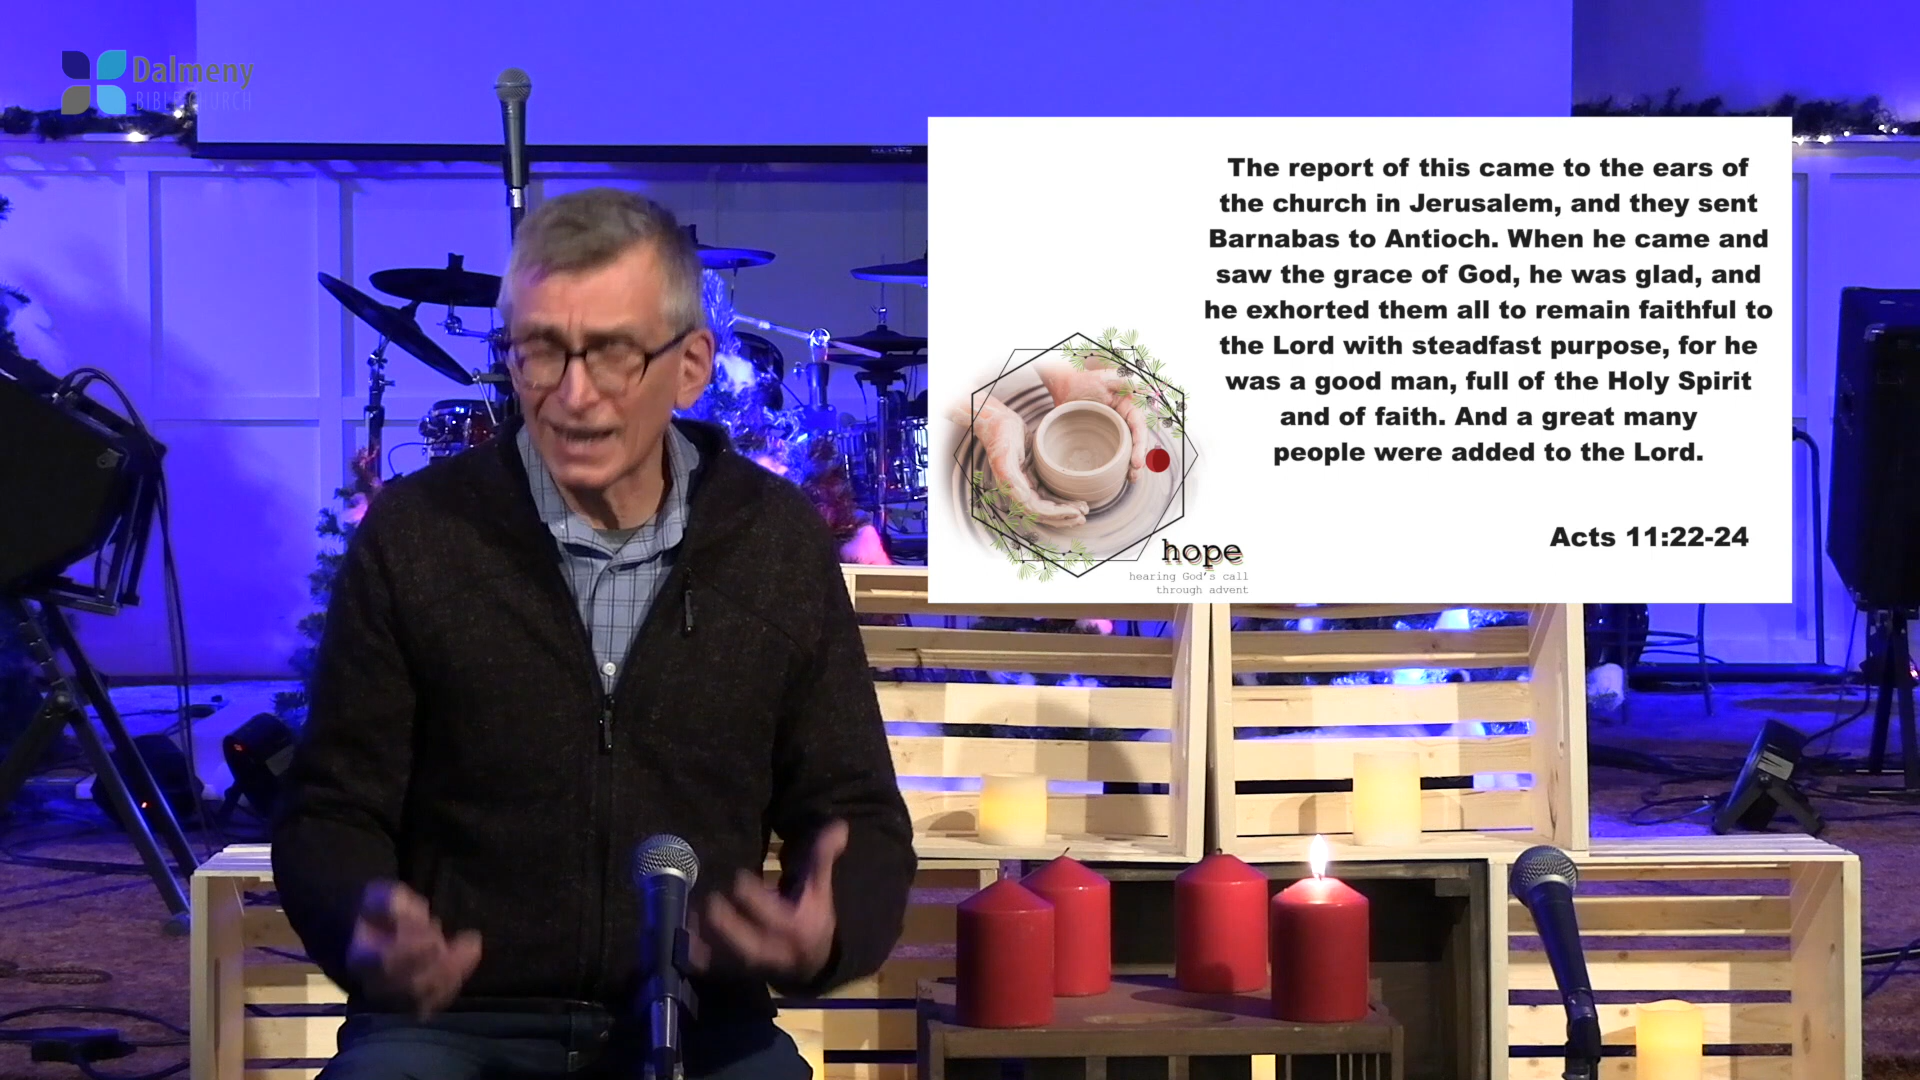 Dalmeny
BIBLE CHURCH
The report of this came to the ears of
the church in Jerusalem, and they sent
Barnabas to Antioch. When he came and
saw the grace of God, he was glad, and
he exhorted them all to remain faithful to
the Lord with steadfast purpose, for he
was a good man, full of the Holy Spirit
and of faith. And a great many
people were added to the Lord.
Acts 11:22-24
hope
hearing God's call
through advent